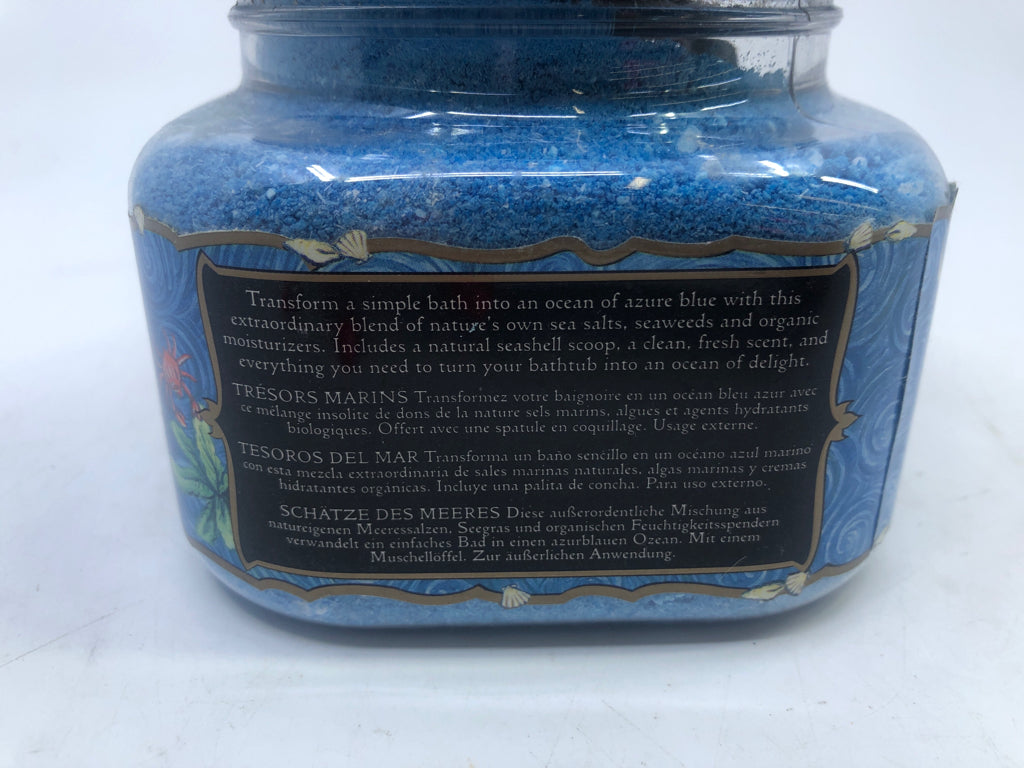 Transform a simple bath into an ocean of azure blue with this
extraordinary blend of nature's own sea salts, seaweeds and organic
moisturizers. Includes a natural seashell scoop, a clean, fresh scent, and
everything you need to turn your bathtub into an ocean of delight.
TRÉSORS MARINS Transformez votre baignoire en un océan bleu azur avec
ce mélange insolite de dons de la nature sels marins, algues et agents hydratants
biologiques. Offert avec une spatule en coquillage. Usage externe.
TESOROS DEL MAR Transforma un baño sencillo en un océano azul marino
con esta mezcla extraordinaria de sales marinas naturales, algas marinas y cremas
hidratantes orgánicas. Incluye una palita de concha. Para uso externo.
SCHÄTZE DES MEERES Diese außerordentliche Mischung aus
natureigenen Meeressalzen, Seegras und organischen Feuchtigkeitsspendern
verwandelt ein einfaches Bad in einen azurblauen Ozean. Mit einem
Muschellöffel. Zur äußerlichen Anwendung.